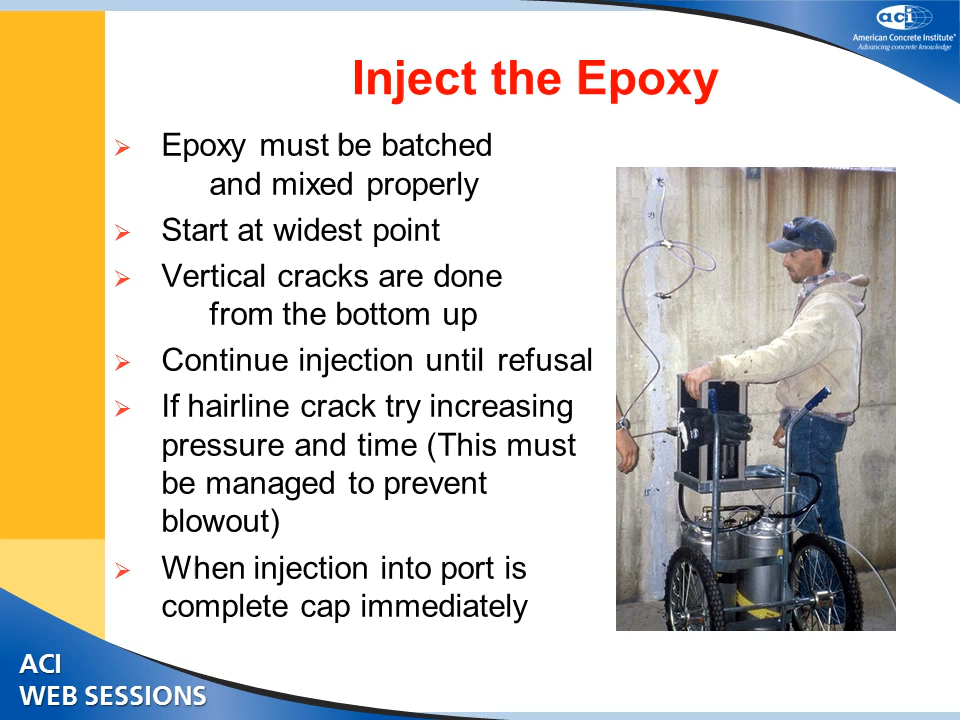 aci
American Concrete Institute®
Advancing concrete knowledge
Inject the Epoxy
Epoxy must be batched
and mixed properly
Start at widest point
Vertical cracks are done
from the bottom up
Continue injection until refusal
If hairline crack try increasing
pressure and time (This must
be managed to prevent
blowout)
When injection into port is
complete cap immediately
ACI
WEB SESSIONS